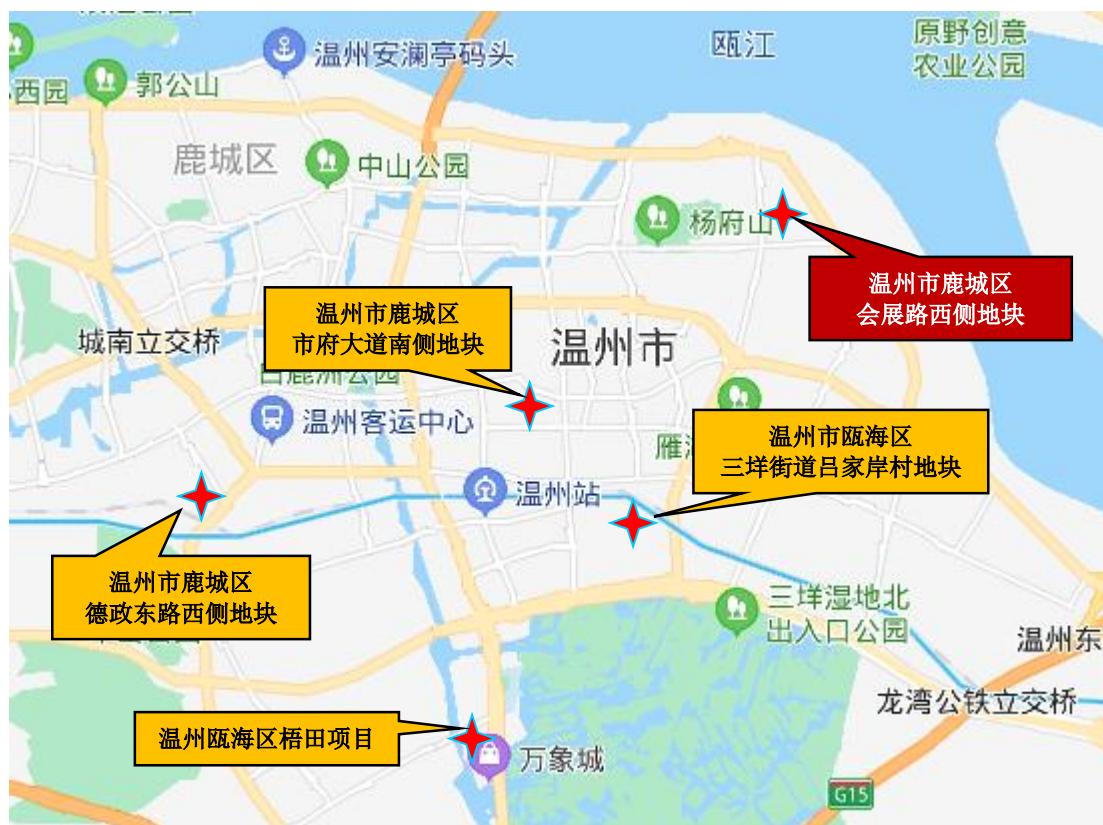 温州安澜亭码头
瓯江
原野创意
农业公园
西园
郭公山
鹿城区
中山公园
杨府山
温州市鹿城区
会展路西侧地块
温州市鹿城区
市府大道南侧地块
城南立交桥
温州市
白鹿洲公园
温州客运中心
温州市瓯海区
三垟街道吕家岸村地块
雁
温州站
温州市鹿城区
德政东路西侧地块
三垟湿地北
出入口公园
温州东
龙湾公铁立交桥
温州瓯海区梧田项目
万象城
G15